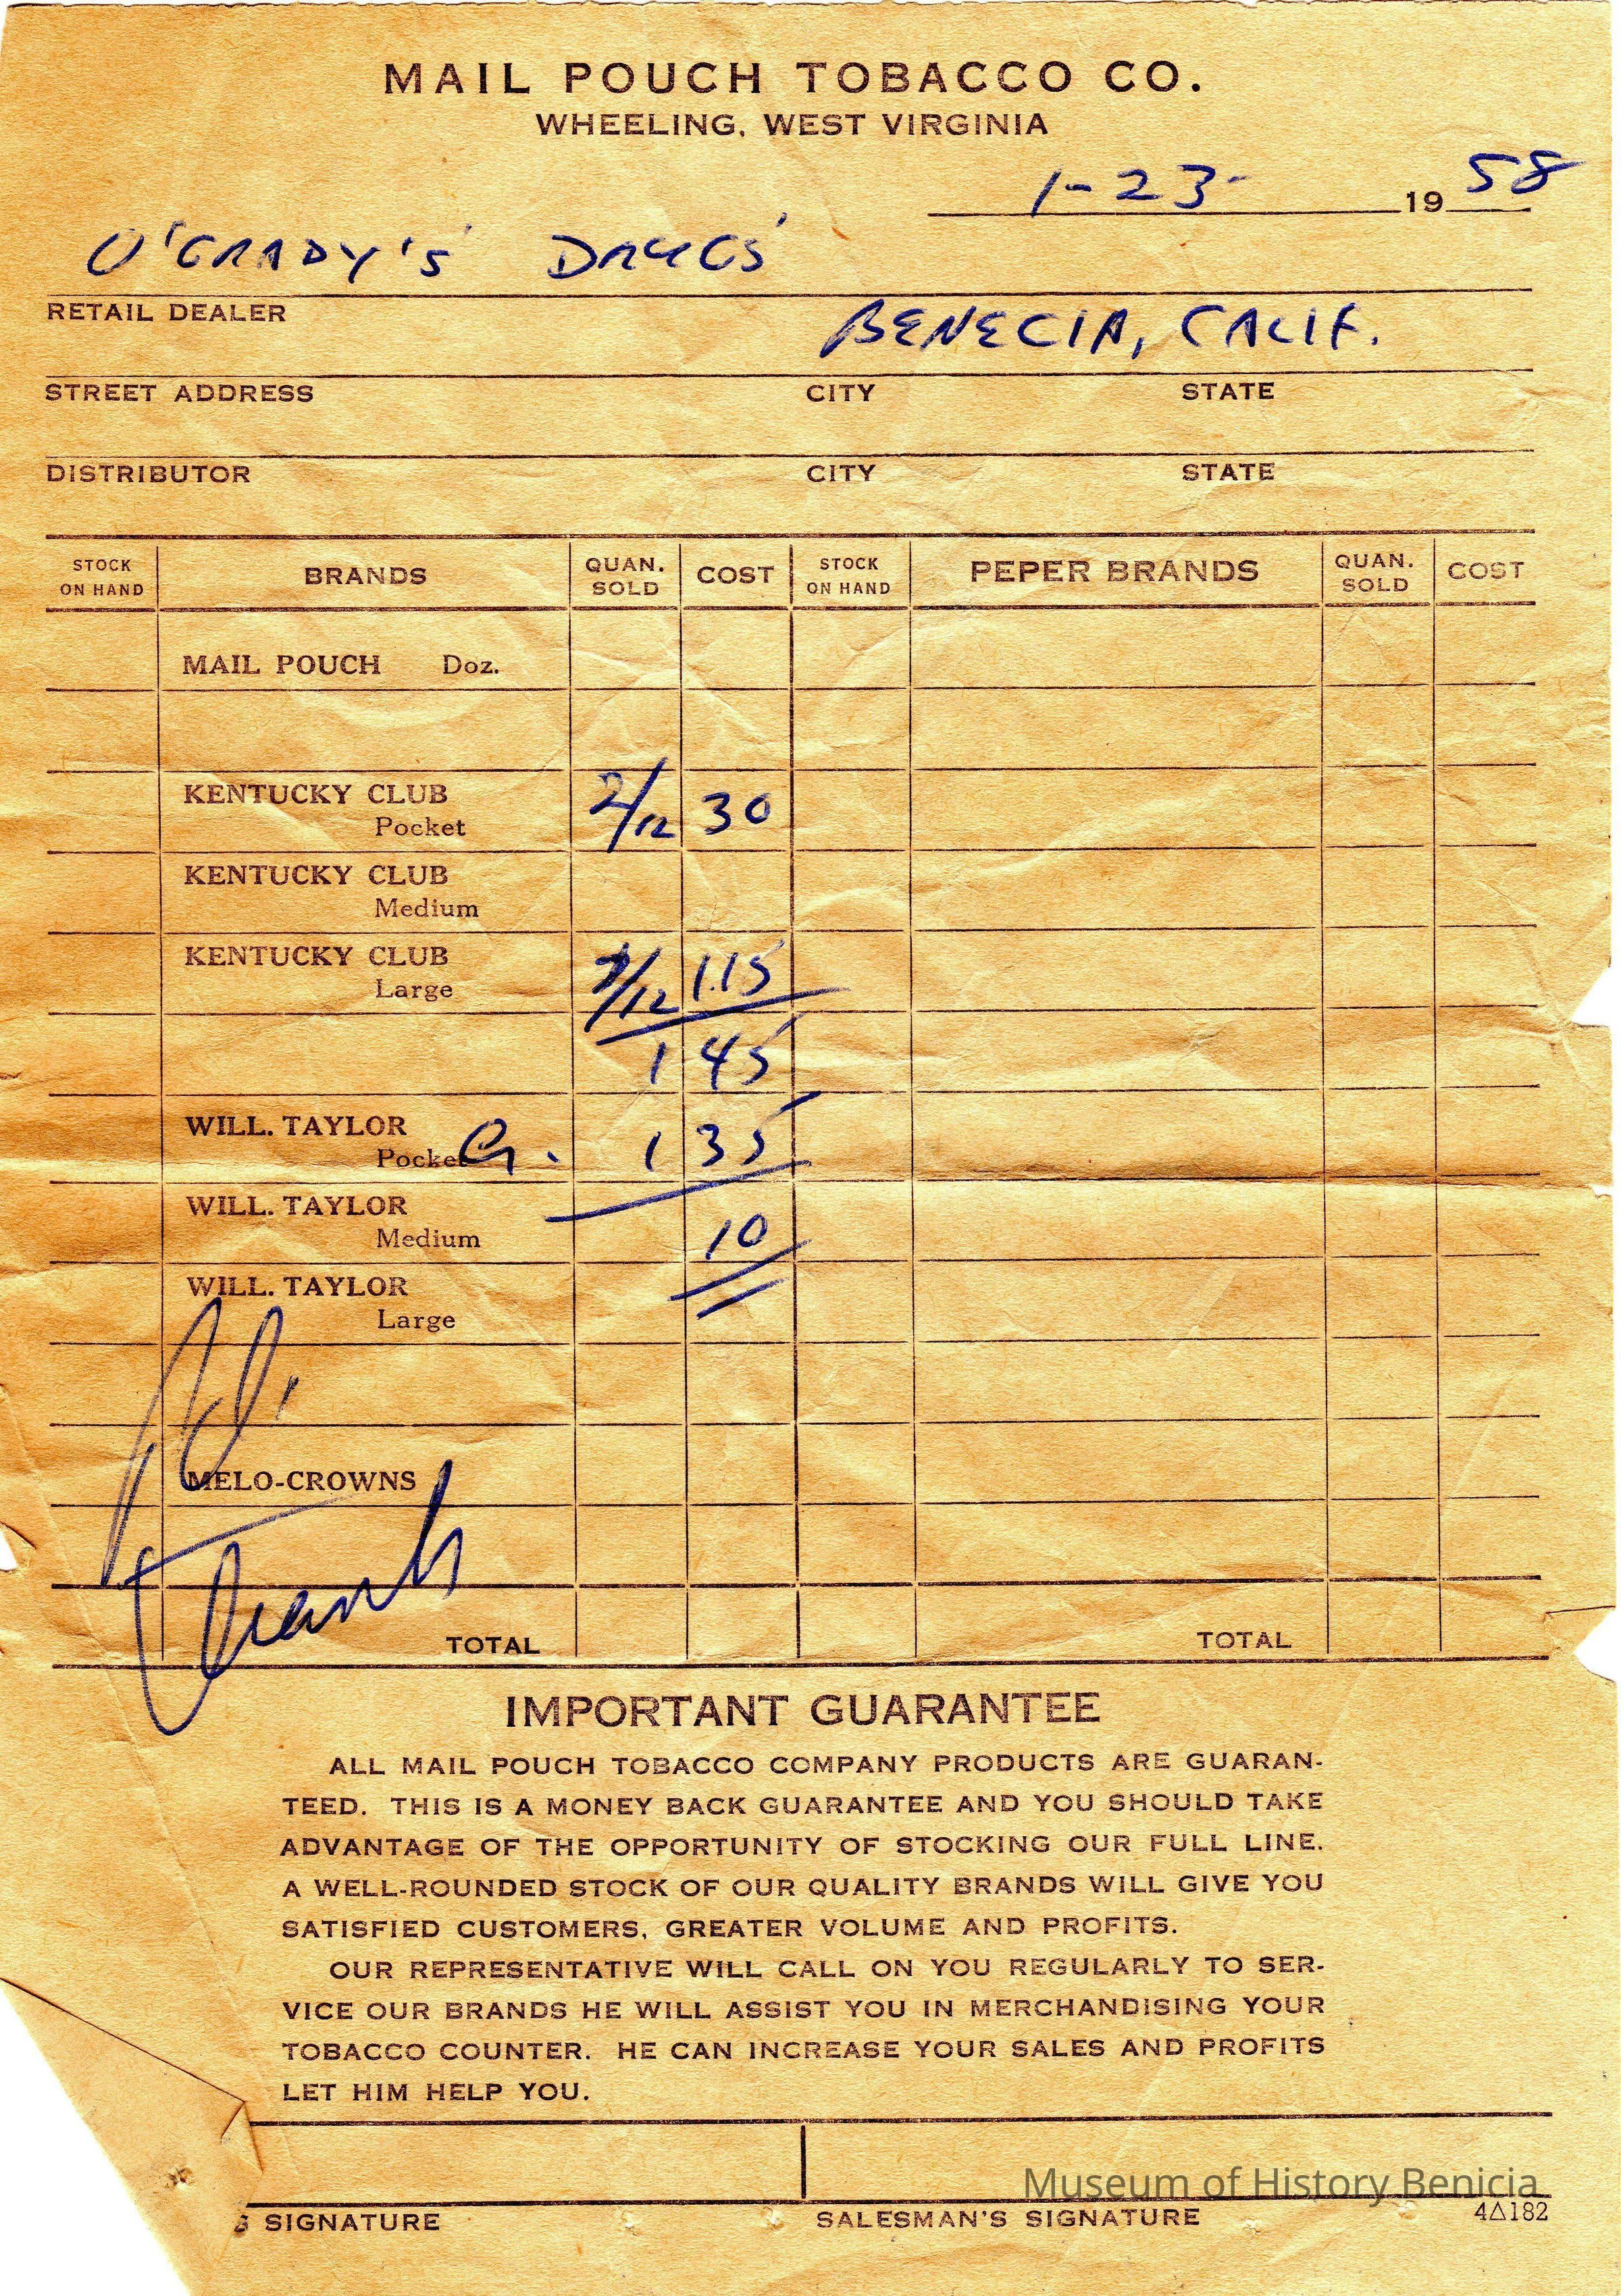 MAIL POUCH TOBACCO CO.
WHEELING, WEST VIRGINIA
1-23- 19 58
O'GRADY'S DRUGS
RETAIL DEALER
BENECIA, CALIF.
STREET ADDRESS CITY STATE
DISTRIBUTOR CITY STATE
STOCK ON HAND BRANDS QUAN. SOLD COST STOCK ON HAND PEPER BRANDS QUAN. SOLD COST
MAIL POUCH Doz.
KENTUCKY CLUB
Pocket 2/12 30
KENTUCKY CLUB
Medium
KENTUCKY CLUB
Large /12 1.15
1 45
WILL. TAYLOR
Pocket 1 35
WILL. TAYLOR
Medium 10
WILL. TAYLOR
Large
Pd.
MELO-CROWNS
TOTAL TOTAL
IMPORTANT GUARANTEE
ALL MAIL POUCH TOBACCO COMPANY PRODUCTS ARE GUARAN-
TEED. THIS IS A MONEY BACK GUARANTEE AND YOU SHOULD TAKE
ADVANTAGE OF THE OPPORTUNITY OF STOCKING OUR FULL LINE.
A WELL-ROUNDED STOCK OF OUR QUALITY BRANDS WILL GIVE YOU
SATISFIED CUSTOMERS, GREATER VOLUME AND PROFITS.
OUR REPRESENTATIVE WILL CALL ON YOU REGULARLY TO SER-
VICE OUR BRANDS HE WILL ASSIST YOU IN MERCHANDISING YOUR
TOBACCO COUNTER. HE CAN INCREASE YOUR SALES AND PROFITS
LET HIM HELP YOU.
Museum of History Benicia
S SIGNATURE SALESMAN'S SIGNATURE 4△182